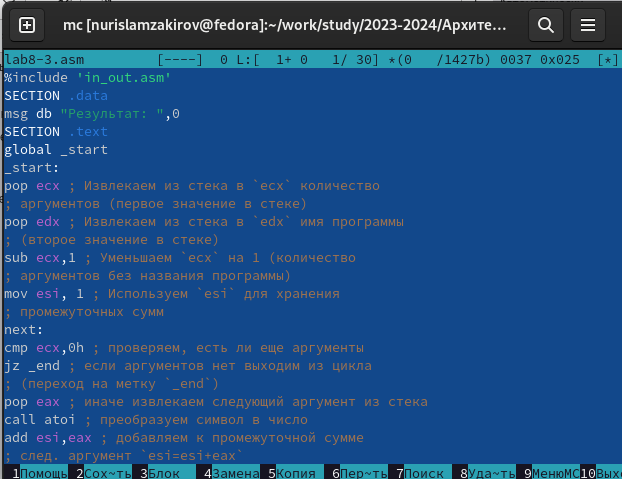 mc [nurislamzakirov@fedora]:~/work/study/2023-2024/Архите...
lab8-3.asm [----] 0 L:[ 1+ 0 1/ 30] *(0 /1427b) 0037 0x025 [*]
%include 'in_out.asm'
SECTION .data
msg db "Результат: ",0
SECTION .text
global _start
_start:
pop ecx ; Извлекаем из стека в `ecx` количество
; аргументов (первое значение в стеке)
pop edx ; Извлекаем из стека в `edx` имя программы
; (второе значение в стеке)
sub ecx,1 ; Уменьшаем `ecx` на 1 (количество
; аргументов без названия программы)
mov esi, 1 ; Используем `esi` для хранения
; промежуточных сумм
next:
cmp ecx,0h ; проверяем, есть ли еще аргументы
jz _end ; если аргументов нет выходим из цикла
; (переход на метку `_end`)
pop eax ; иначе извлекаем следующий аргумент из стека
call atoi ; преобразуем символ в число
add esi,eax ; добавляем к промежуточной сумме
; след. аргумент `esi=esi+eax`
1Помощь 2Сох~ть 3Блок 4Замена 5Копия 6Пер~ть 7Поиск 8Уда~ть 9МенюMC 10Выхо